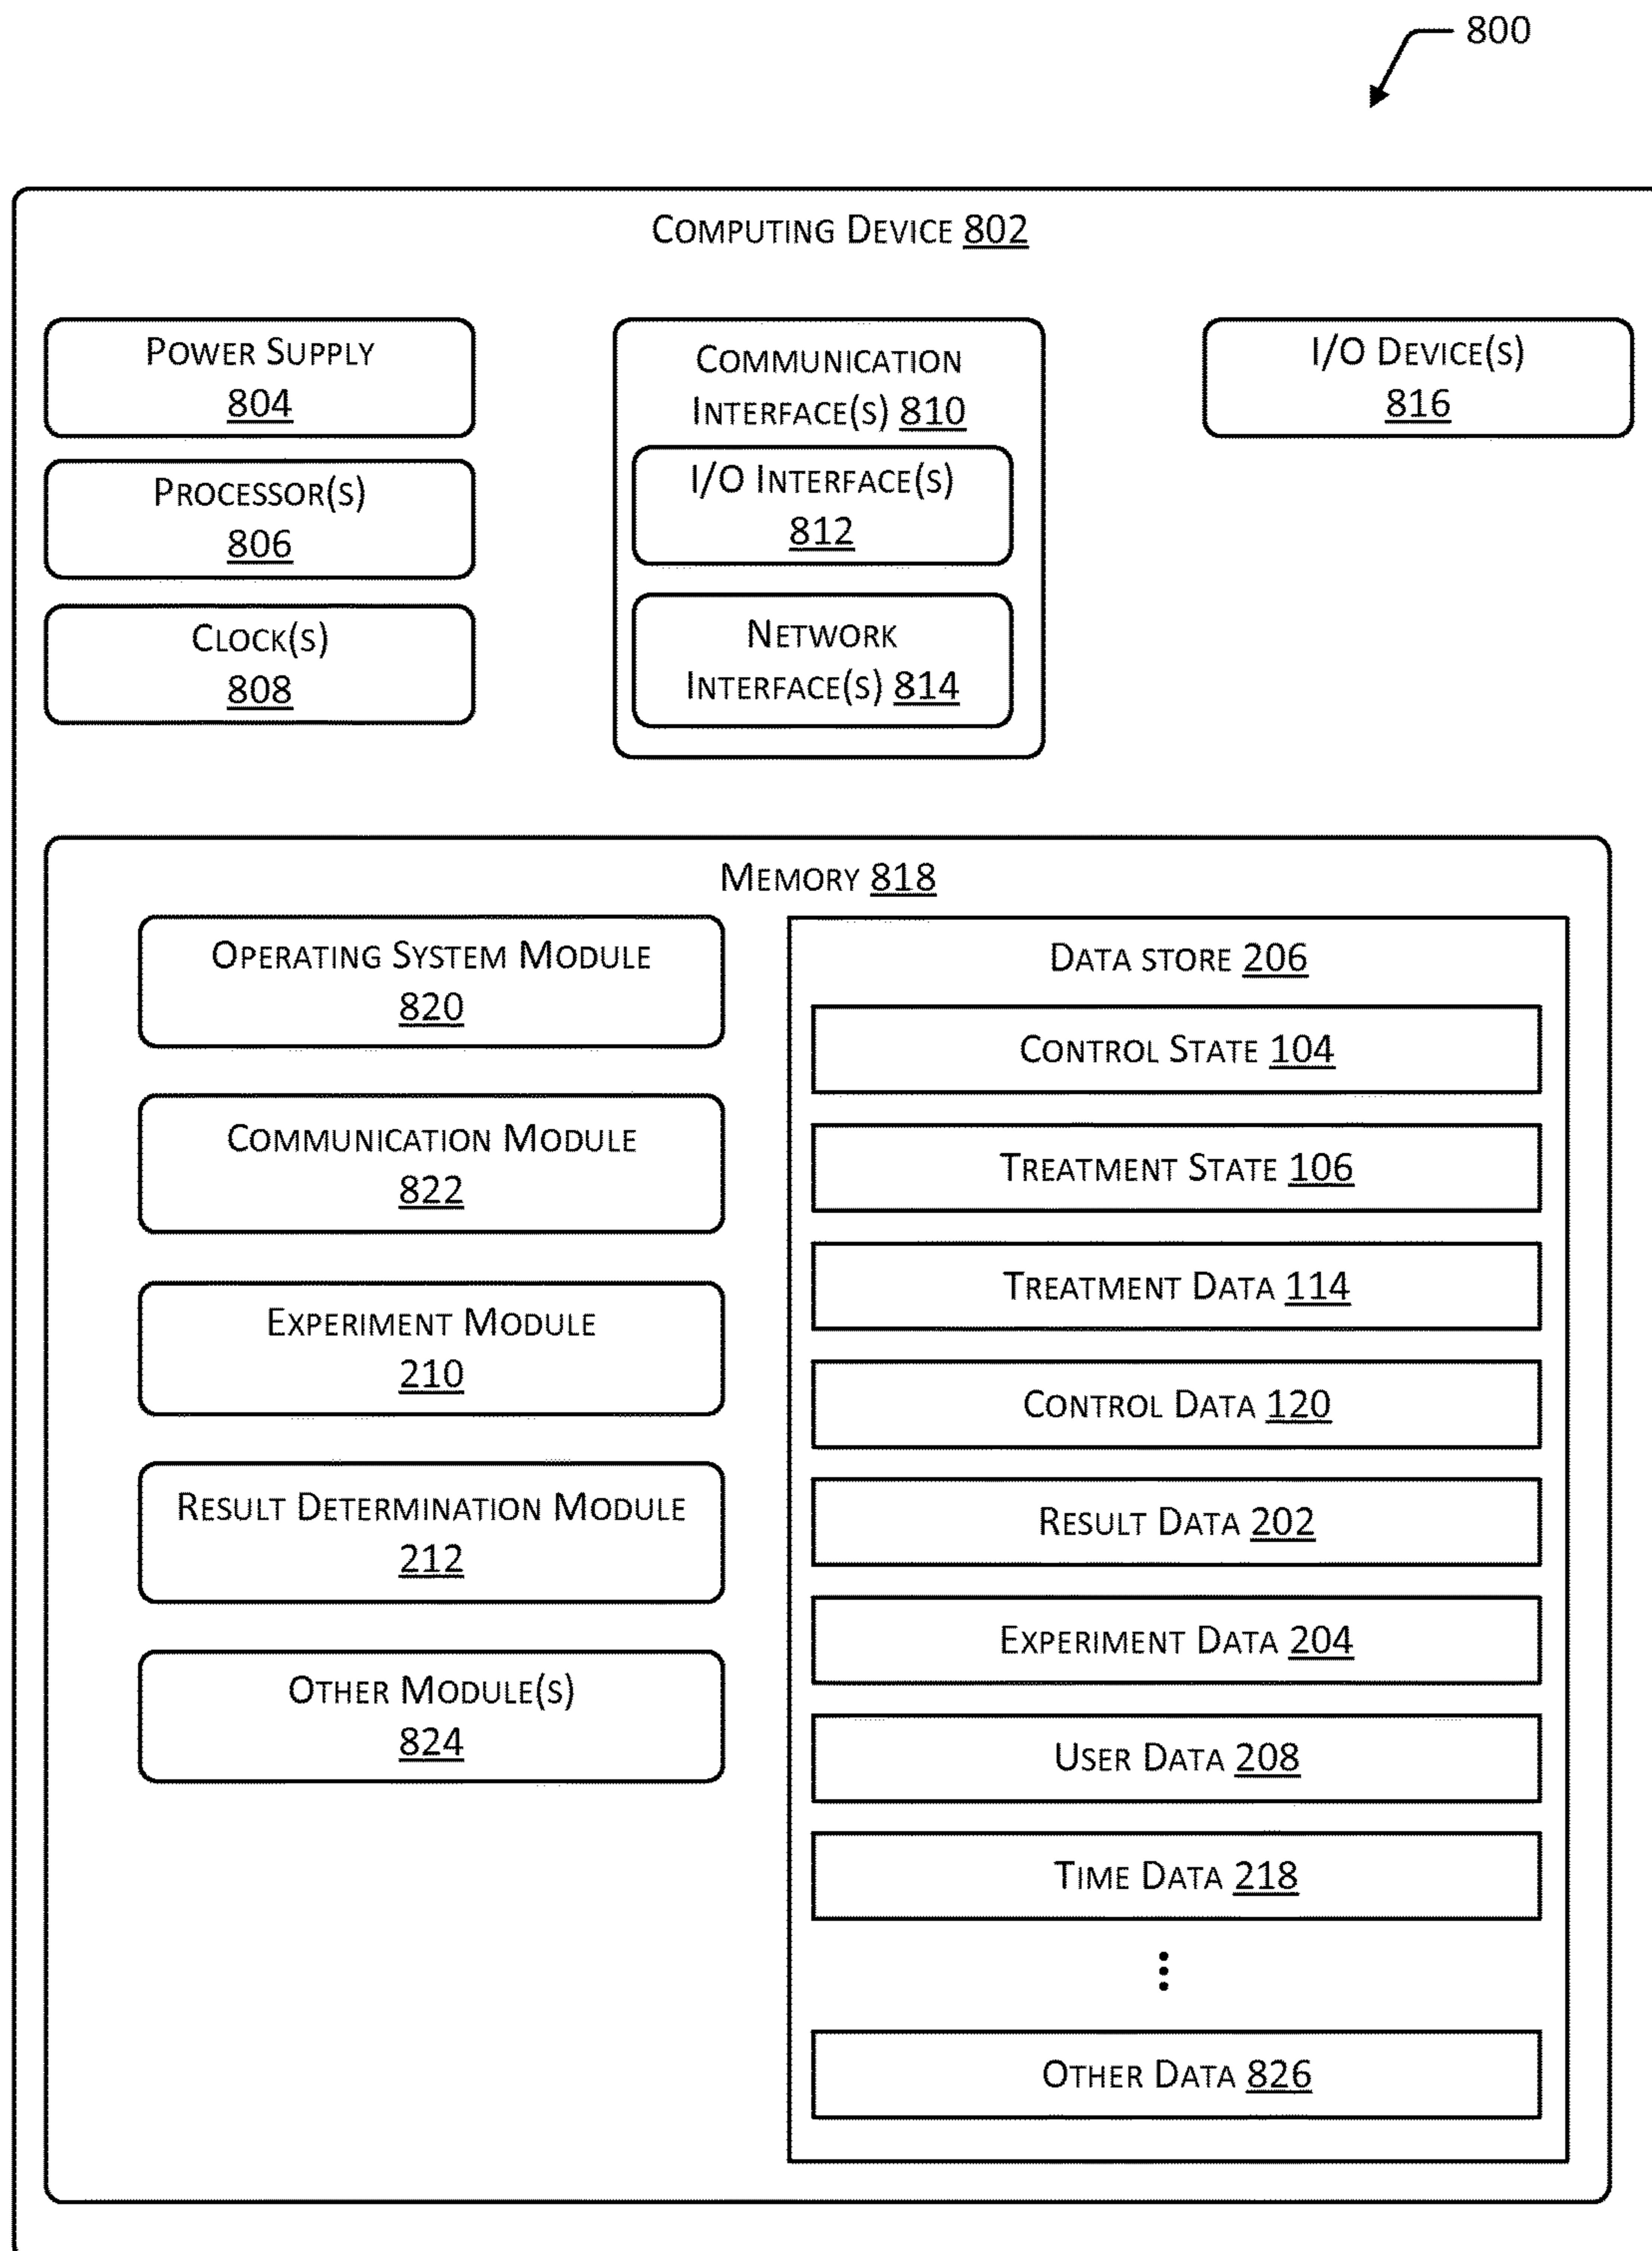 800
COMPUTING DEVICE 802
POWER SUPPLY
804
PROCESSOR(S)
806
CLOCK(S)
808
COMMUNICATION
INTERFACE(S) 810
I/O INTERFACE(S)
812
NETWORK
INTERFACE(S) 814
I/O DEVICE(S)
816
MEMORY 818
OPERATING SYSTEM MODULE
820
COMMUNICATION MODULE
822
EXPERIMENT MODULE
210
RESULT DETERMINATION MODULE
212
OTHER MODULE(S)
824
DATA STORE 206
CONTROL STATE 104
TREATMENT STATE 106
TREATMENT DATA 114
CONTROL DATA 120
RESULT DATA 202
EXPERIMENT DATA 204
USER DATA 208
TIME DATA 218
⋮
OTHER DATA 826